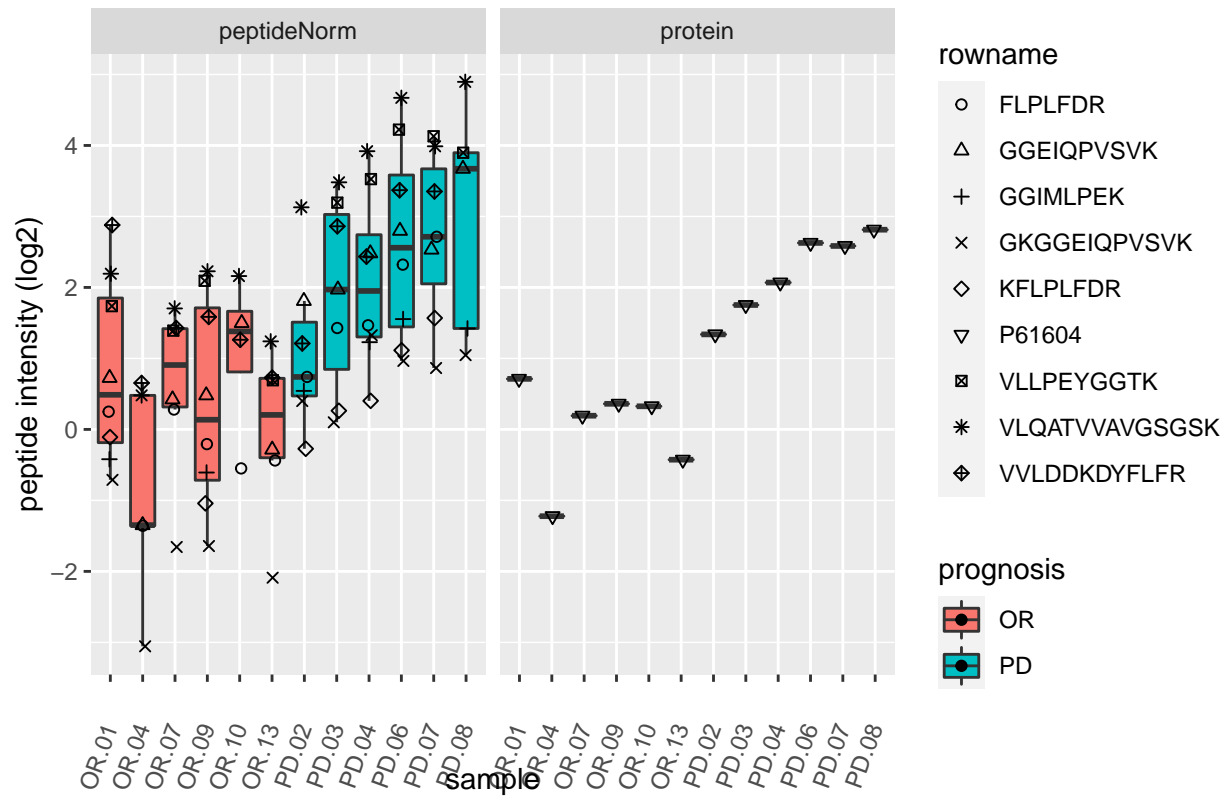 peptideNorm
protein
peptide intensity (log2)
4
2
0
−2
OR.01
OR.04
OR.07
OR.09
OR.10
OR.13
PD.02
PD.03
PD.04
PD.06
PD.07
PD.08
OR.01
OR.04
OR.07
OR.09
OR.10
OR.13
PD.02
PD.03
PD.04
PD.06
PD.07
PD.08
sample
rowname
FLPLFDR
GGEIQPVSVK
GGIMLPEK
GKGGEIQPVSVK
KFLPLFDR
P61604
VLLPEYGGTK
VLQATVVAVGSGSK
VVLDDKDYFLFR
prognosis
OR
PD